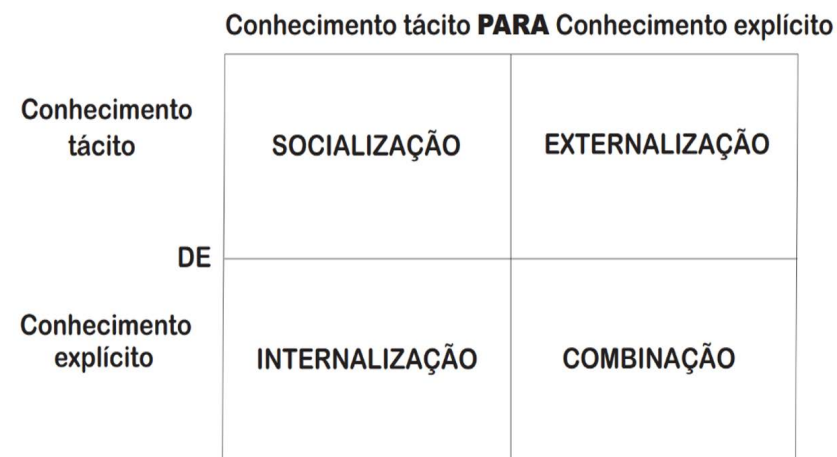 Conhecimento tácito PARA Conhecimento explícito
Conhecimento
tácito
SOCIALIZAÇÃO
EXTERNALIZAÇÃO
DE
Conhecimento
explícito
INTERNALIZAÇÃO
COMBINAÇÃO